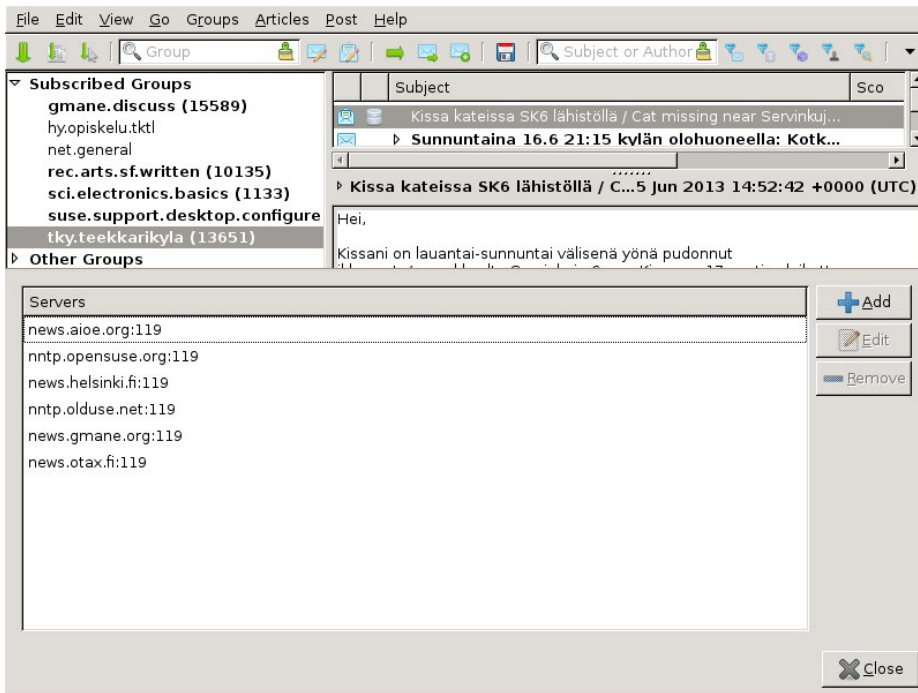 File Edit View Go Groups Articles Post Help
Group
Subject or Author
Subscribed Groups
gmane.discuss (15589)
hy.opiskelu.tktl
net.general
rec.arts.sf.written (10135)
sci.electronics.basics (1133)
suse.support.desktop.configure
tky.teekkarikyla (13651)
Other Groups
Subject Sco
Kissa kateissa SK6 lähistöllä / Cat missing near Servinkuj...
Sunnuntaina 16.6 21:15 kylän olohuoneella: Kotk...
Kissa kateissa SK6 lähistöllä / C...5 Jun 2013 14:52:42 +0000 (UTC)
Hei,
Kissani on lauantai-sunnuntai välisenä yönä pudonnut
Servers
news.aioe.org:119
nntp.opensuse.org:119
news.helsinki.fi:119
nntp.olduse.net:119
news.gmane.org:119
news.otax.fi:119
Add
Edit
Remove
Close